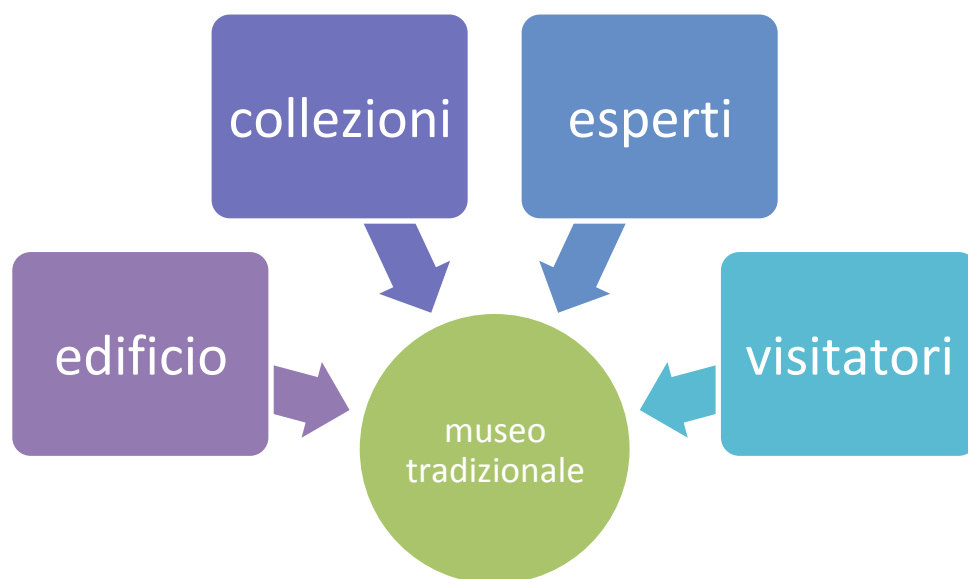 collezioni
esperti
edificio
visitatori
museo
tradizionale